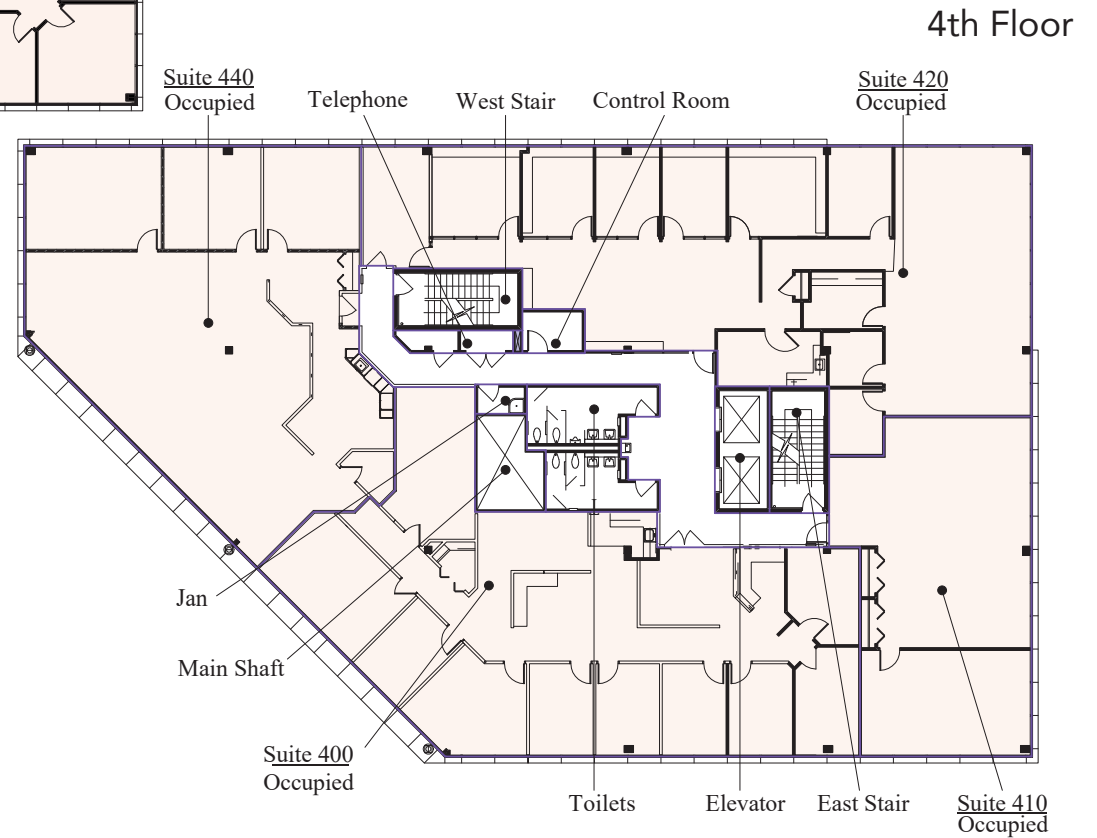 4th Floor
Suite 440
Occupied
Telephone
West Stair
Control Room
Suite 420
Occupied
Jan
Main Shaft
Suite 400
Occupied
Toilets
Elevator
East Stair
Suite 410
Occupied